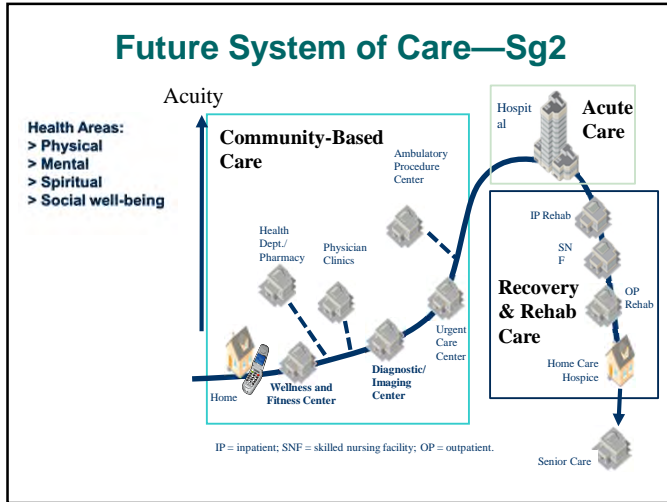 Future System of Care—Sg2
Acuity
Health Areas:
> Physical
> Mental
> Spiritual
> Social well-being
Community-Based
Care
Ambulatory
Procedure
Center
Health
Dept./
Pharmacy
Physician
Clinics
Urgent
Care
Center
Home
Wellness and
Fitness Center
Diagnostic/
Imaging
Center
Hospit
al
Acute
Care
IP Rehab
SN
F
Recovery
& Rehab
Care
OP
Rehab
Home Care
Hospice
Senior Care
IP = inpatient; SNF = skilled nursing facility; OP = outpatient.